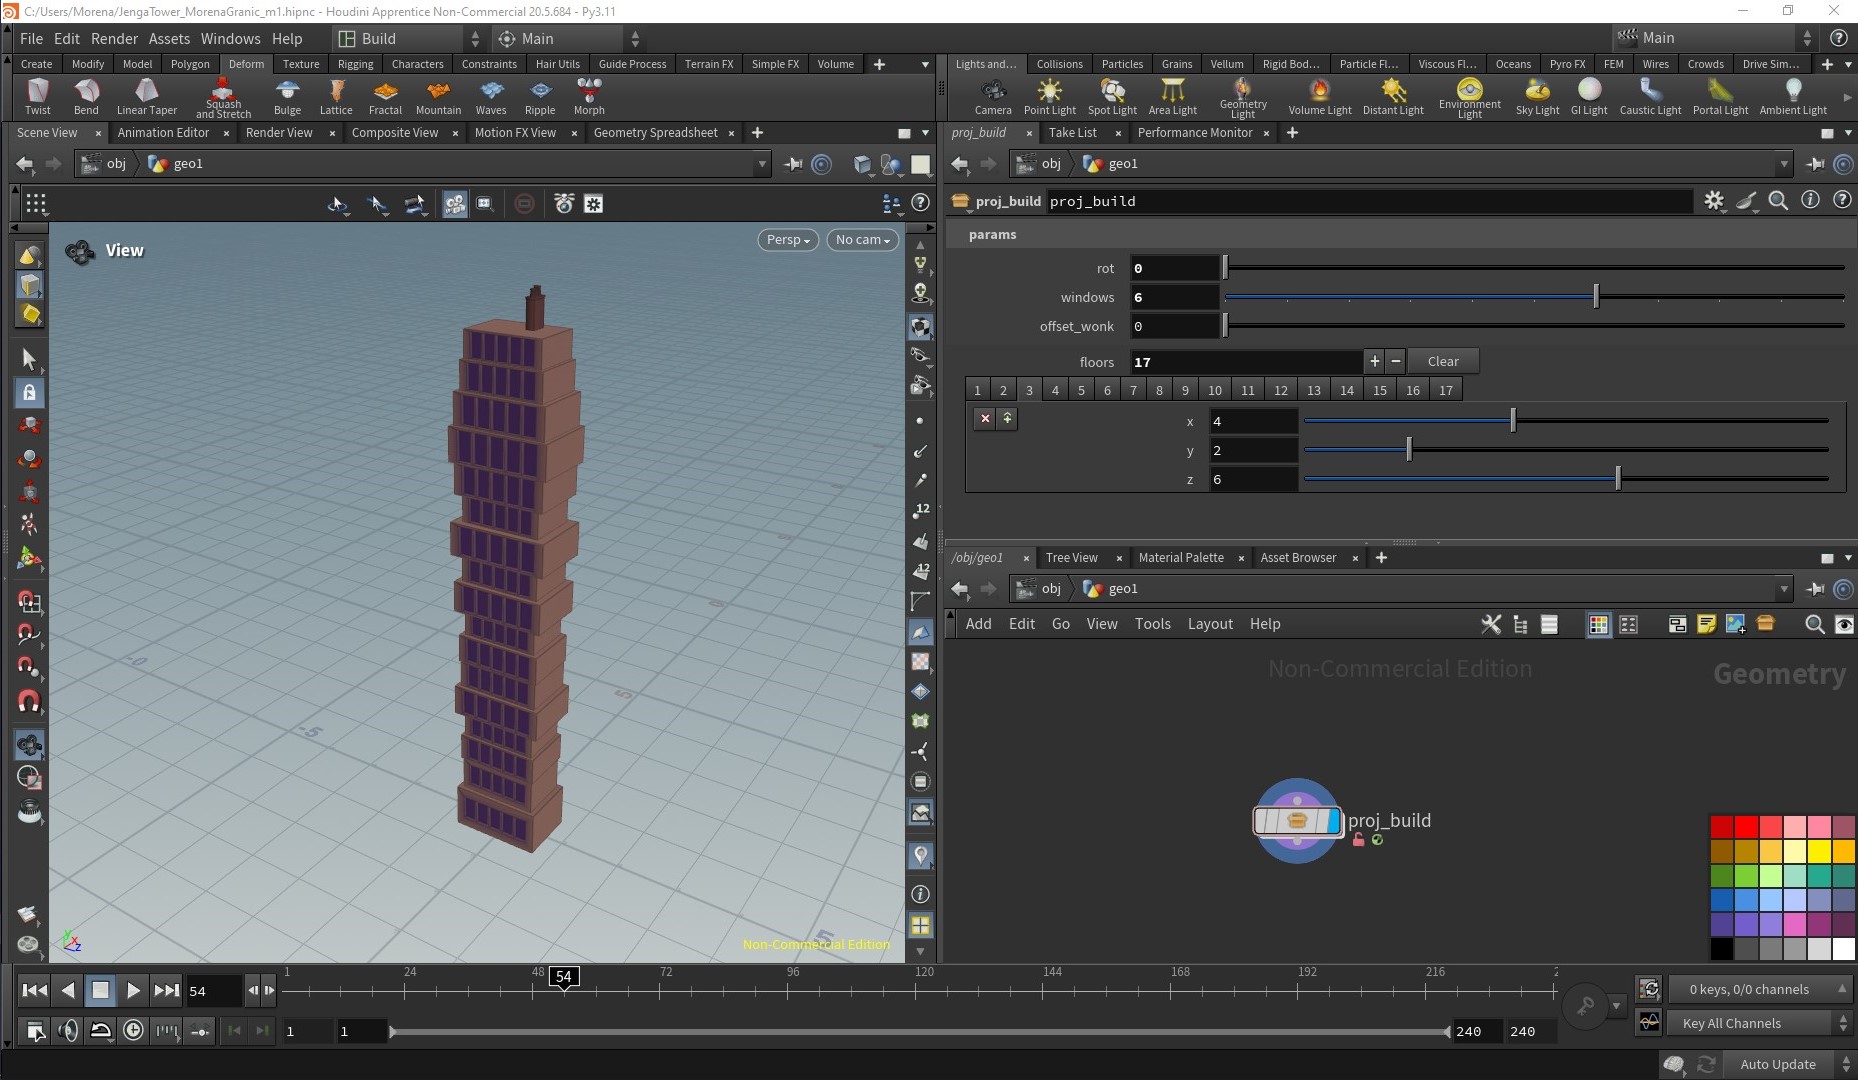 C:/Users/Morena/JengaTower_MorenaGranic_m1.hipnc - Houdini Apprentice Non-Commercial 20.5.684 - Py3.11
File Edit Render Assets Windows Help Build Main Main
Create Modify Model Polygon Deform Texture Rigging Characters Constraints Hair Utils Guide Process Terrain FX Simple FX Volume
Lights and... Collisions Particles Grains Vellum Rigid Bod... Particle Fl... Viscous Fl... Oceans Pyro FX FEM Wires Crowds Drive Sim...
Twist Bend Linear Taper Squash and Stretch Bulge Lattice Fractal Mountain Waves Ripple Morph
Camera Point Light Spot Light Area Light Geometry Light Volume Light Distant Light Environment Light Sky Light GI Light Caustic Light Portal Light Ambient Light
Scene View Animation Editor Render View Composite View Motion FX View Geometry Spreadsheet
proj_build Take List Performance Monitor
obj geo1
obj geo1
proj_build proj_build
View Persp No cam
params
rot 0
windows 6
offset_wonk 0
floors 17 + - Clear
1 2 3 4 5 6 7 8 9 10 11 12 13 14 15 16 17
x 4
y 2
z 6
12
12
-0
-5
5
5
Non-Commercial Edition
/obj/geo1 Tree View Material Palette Asset Browser
obj geo1
Add Edit Go View Tools Layout Help
Non-Commercial Edition
Geometry
proj_build
y x z
1 24 48 54 72 96 120 144 168 192 216 2
54
0 keys, 0/0 channels
1 1 240 240
Key All Channels
Auto Update